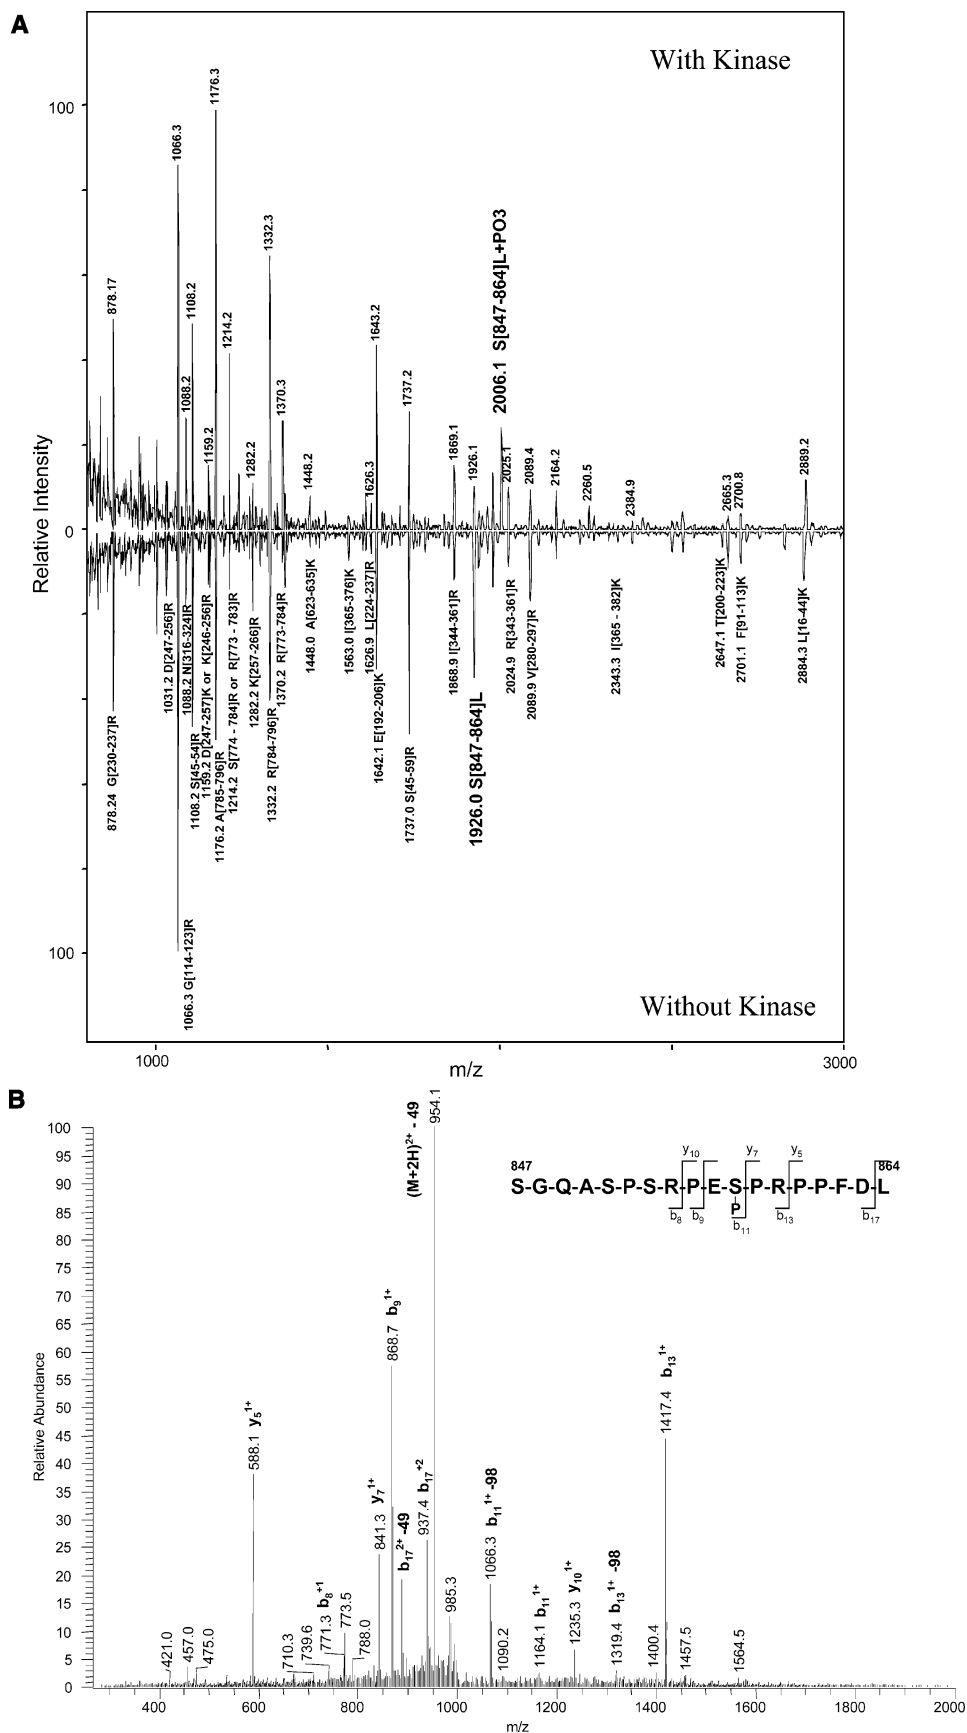 A
With Kinase
Relative Intensity
100
0
100
878.17
1066.3
1088.2
1108.2
1159.2
1176.3
1214.2
1282.2
1332.3
1370.3
1448.2
1626.3
1643.2
1737.2
1869.1
1926.1
2006.1 S[847-864]L+PO3
2025.1
2089.4
2164.2
2260.5
2384.9
2665.3
2700.8
2889.2
878.24 G[230-237]R
1031.2 D[247-256]R
1066.3 G[114-123]R
1088.2 N[316-324]R
1108.2 S[45-54]R
1159.2 D[247-257]K or K[246-256]R
1176.2 A[785-796]R
1214.2 S[774 - 784]R or R[773 - 783]R
1282.2 K[257-266]R
1332.2 R[784-796]R
1370.2 R[773-784]R
1448.0 A[623-635]K
1563.0 I[365-376]K
1626.9 L[224-237]R
1642.1 E[192-206]K
1737.0 S[45-59]R
1868.9 I[344-361]R
1926.0 S[847-864]L
2024.9 R[343-361]R
2089.9 V[280-297]R
2343.3 I[365 - 382]K
2647.1 T[200-223]K
2701.1 F[91-113]K
2884.3 L[16-44]K
Without Kinase
1000
3000
m/z
B
Relative Abundance
100
95
90
85
80
75
70
65
60
55
50
45
40
35
30
25
20
15
10
5
0
y10 y7 y5
847 864
S-G-Q-A-S-P-S-R-P-E-S-P-R-P-P-F-D-L
P
b8 b9 b11 b13 b17
421.0
457.0
475.0
588.1 y5 1+
710.3
739.6
771.3 b8 +1
773.5
788.0
841.3 y7 1+
868.7 b9 1+
b17 2+ -49
937.4 b17 +2
(M+2H)2+ - 49
954.1
985.3
1066.3 b11 1+ -98
1090.2
1164.1 b11 1+
1235.3 y10 1+
1319.4 b13 1+ -98
1400.4
1417.4 b13 1+
1457.5
1564.5
400 600 800 1000 1200 1400 1600 1800 2000
m/z